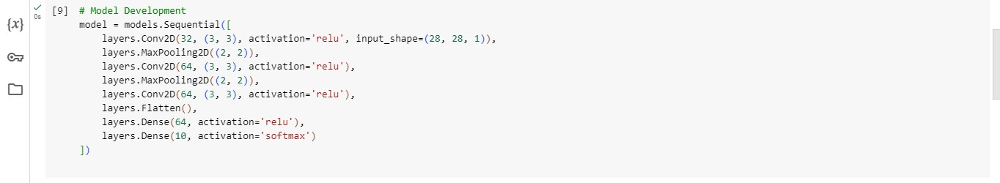 {x}
0s
[9] # Model Development
model = models.Sequential([
    layers.Conv2D(32, (3, 3), activation='relu', input_shape=(28, 28, 1)),
    layers.MaxPooling2D((2, 2)),
    layers.Conv2D(64, (3, 3), activation='relu'),
    layers.MaxPooling2D((2, 2)),
    layers.Conv2D(64, (3, 3), activation='relu'),
    layers.Flatten(),
    layers.Dense(64, activation='relu'),
    layers.Dense(10, activation='softmax')
])